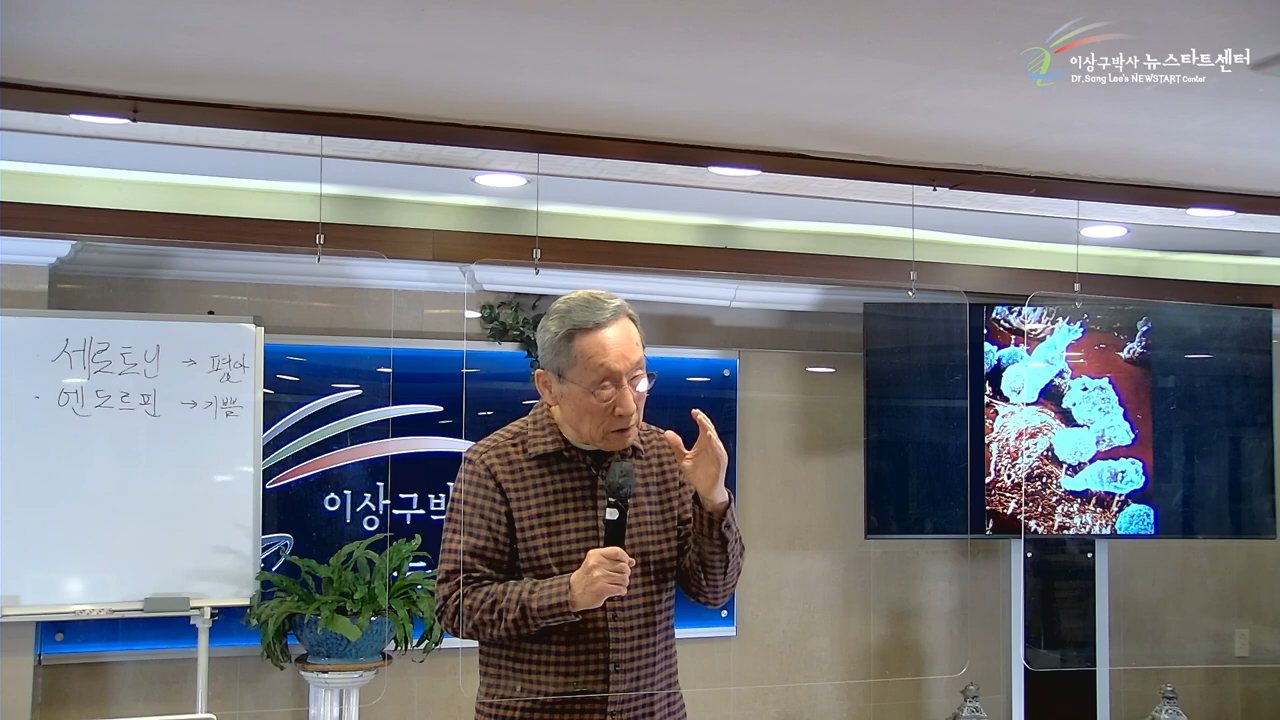 이상구박사 뉴스타트센터
Dr. Sang Lee's NEWSTART Center
세로토닌 → 평안
· 엔도르핀 → 기쁨
이상구박